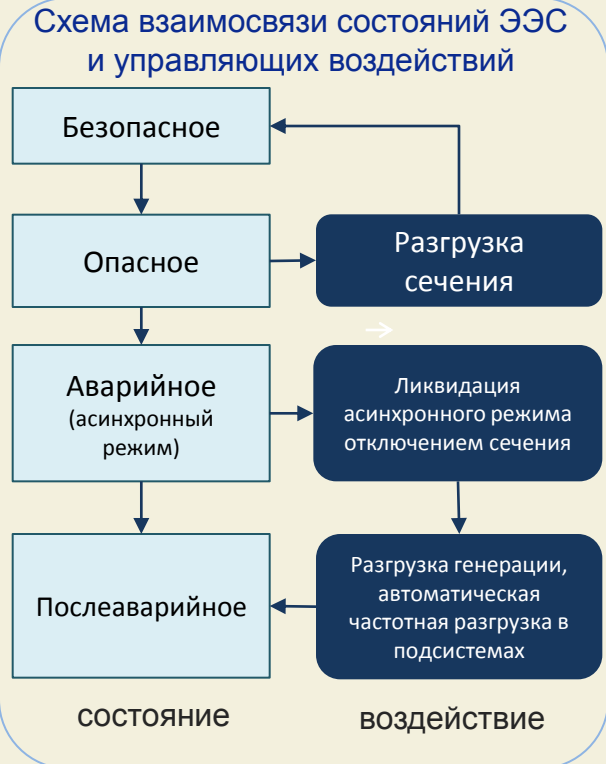 Схема взаимосвязи состояний ЭЭС
и управляющих воздействий
Безопасное
Опасное
Разгрузка
сечения
→
Аварийное
(асинхронный
режим)
Ликвидация
асинхронного режима
отключением сечения
Послеаварийное
Разгрузка генерации,
автоматическая
частотная разгрузка в
подсистемах
состояние
воздействие